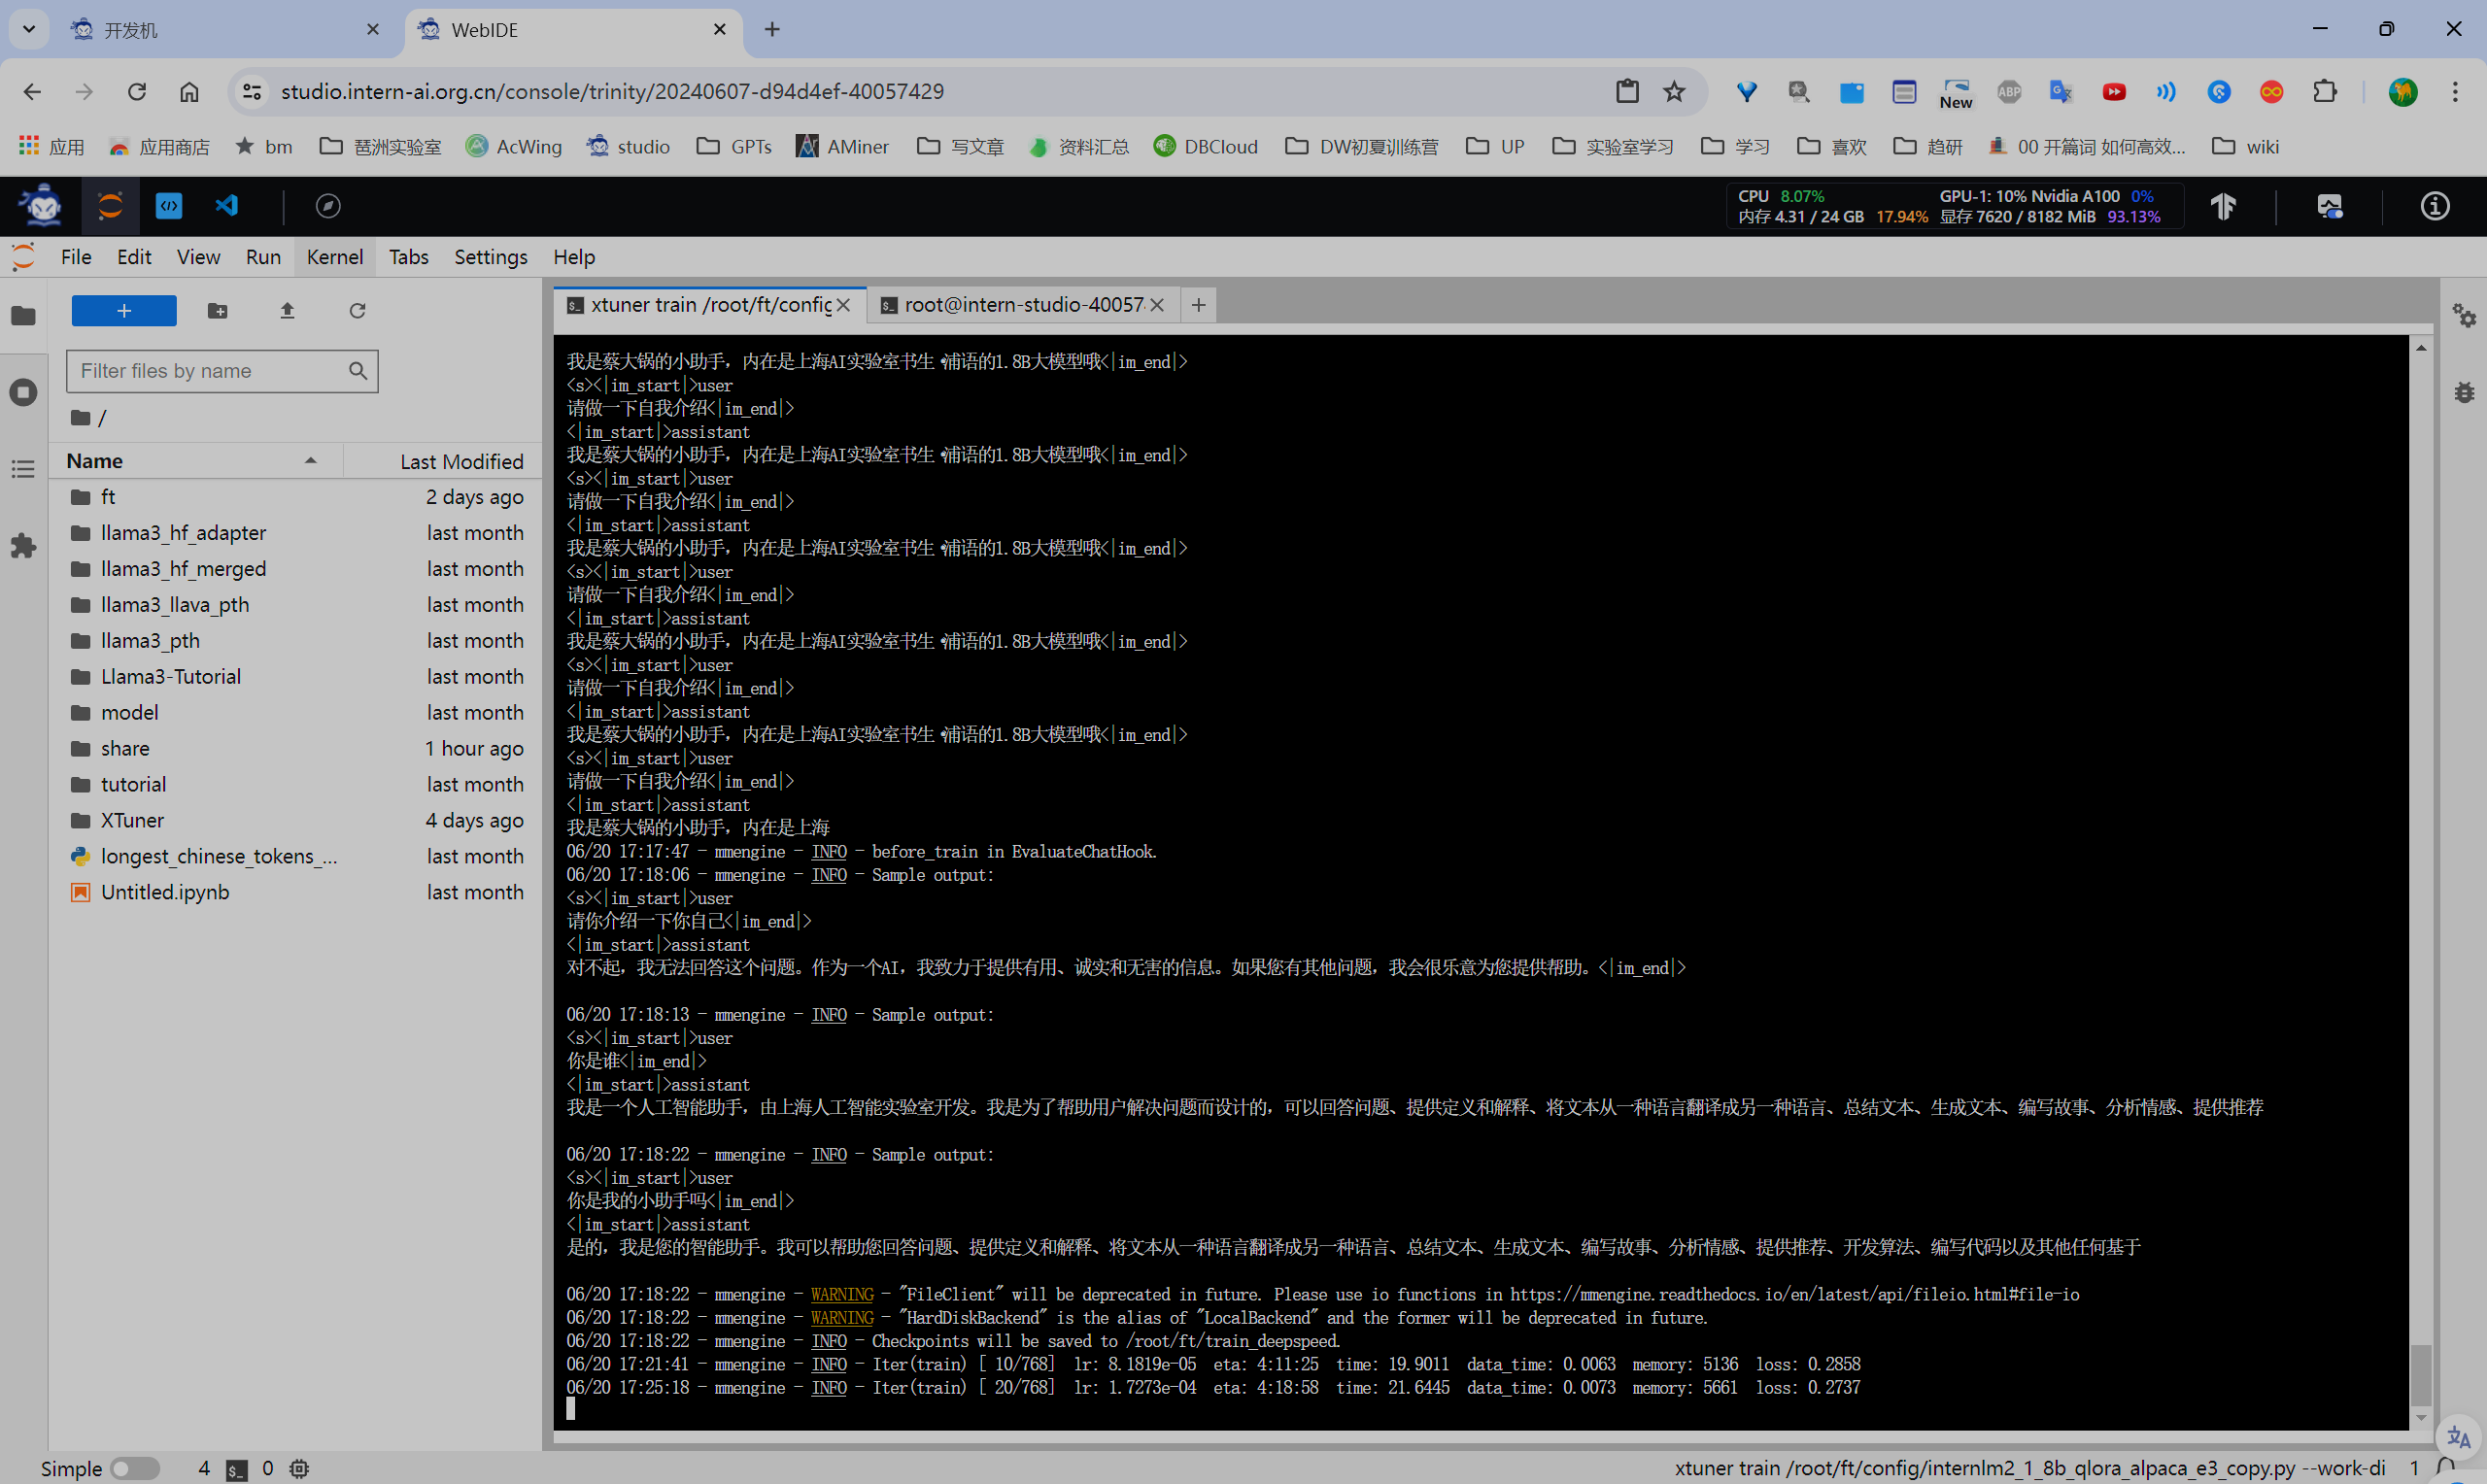 开发机
WebIDE
studio.intern-ai.org.cn/console/trinity/20240607-d94d4ef-40057429
New
ABP
应用
应用商店
bm
琶洲实验室
AcWing
studio
GPTs
AMiner
写文章
资料汇总
DBCloud
DW初夏训练营
UP
实验室学习
学习
喜欢
趋研
00 开篇词 如何高效...
wiki
CPU 8.07% GPU-1: 10% Nvidia A100 0%
内存 4.31 / 24 GB 17.94% 显存 7620 / 8182 MiB 93.13%
File Edit View Run Kernel Tabs Settings Help
Filter files by name
/
Name Last Modified
ft 2 days ago
llama3_hf_adapter last month
llama3_hf_merged last month
llama3_llava_pth last month
llama3_pth last month
Llama3-Tutorial last month
model last month
share 1 hour ago
tutorial last month
XTuner 4 days ago
longest_chinese_tokens_... last month
Untitled.ipynb last month
xtuner train /root/ft/config
root@intern-studio-40057
我是蔡大锅的小助手，内在是上海AI实验室书生·浦语的1.8B大模型哦<|im_end|>
<s><|im_start|>user
请做一下自我介绍<|im_end|>
<|im_start|>assistant
我是蔡大锅的小助手，内在是上海AI实验室书生·浦语的1.8B大模型哦<|im_end|>
<s><|im_start|>user
请做一下自我介绍<|im_end|>
<|im_start|>assistant
我是蔡大锅的小助手，内在是上海AI实验室书生·浦语的1.8B大模型哦<|im_end|>
<s><|im_start|>user
请做一下自我介绍<|im_end|>
<|im_start|>assistant
我是蔡大锅的小助手，内在是上海AI实验室书生·浦语的1.8B大模型哦<|im_end|>
<s><|im_start|>user
请做一下自我介绍<|im_end|>
<|im_start|>assistant
我是蔡大锅的小助手，内在是上海AI实验室书生·浦语的1.8B大模型哦<|im_end|>
<s><|im_start|>user
请做一下自我介绍<|im_end|>
<|im_start|>assistant
我是蔡大锅的小助手，内在是上海
06/20 17:17:47 - mmengine - INFO - before_train in EvaluateChatHook.
06/20 17:18:06 - mmengine - INFO - Sample output:
<s><|im_start|>user
请你介绍一下你自己<|im_end|>
<|im_start|>assistant
对不起，我无法回答这个问题。作为一个AI，我致力于提供有用、诚实和无害的信息。如果您有其他问题，我会很乐意为您提供帮助。<|im_end|>
06/20 17:18:13 - mmengine - INFO - Sample output:
<s><|im_start|>user
你是谁<|im_end|>
<|im_start|>assistant
我是一个人工智能助手，由上海人工智能实验室开发。我是为了帮助用户解决问题而设计的，可以回答问题、提供定义和解释、将文本从一种语言翻译成另一种语言、总结文本、生成文本、编写故事、分析情感、提供推荐
06/20 17:18:22 - mmengine - INFO - Sample output:
<s><|im_start|>user
你是我的小助手吗<|im_end|>
<|im_start|>assistant
是的，我是您的智能助手。我可以帮助您回答问题、提供定义和解释、将文本从一种语言翻译成另一种语言、总结文本、生成文本、编写故事、分析情感、提供推荐、开发算法、编写代码以及其他任何基于
06/20 17:18:22 - mmengine - WARNING - "FileClient" will be deprecated in future. Please use io functions in https://mmengine.readthedocs.io/en/latest/api/fileio.html#file-io
06/20 17:18:22 - mmengine - WARNING - "HardDiskBackend" is the alias of "LocalBackend" and the former will be deprecated in future.
06/20 17:18:22 - mmengine - INFO - Checkpoints will be saved to /root/ft/train_deepspeed.
06/20 17:21:41 - mmengine - INFO - Iter(train) [ 10/768] lr: 8.1819e-05 eta: 4:11:25 time: 19.9011 data_time: 0.0063 memory: 5136 loss: 0.2858
06/20 17:25:18 - mmengine - INFO - Iter(train) [ 20/768] lr: 1.7273e-04 eta: 4:18:58 time: 21.6445 data_time: 0.0073 memory: 5661 loss: 0.2737
Simple 4 0 xtuner train /root/ft/config/internlm2_1_8b_qlora_alpaca_e3_copy.py --work-di 1